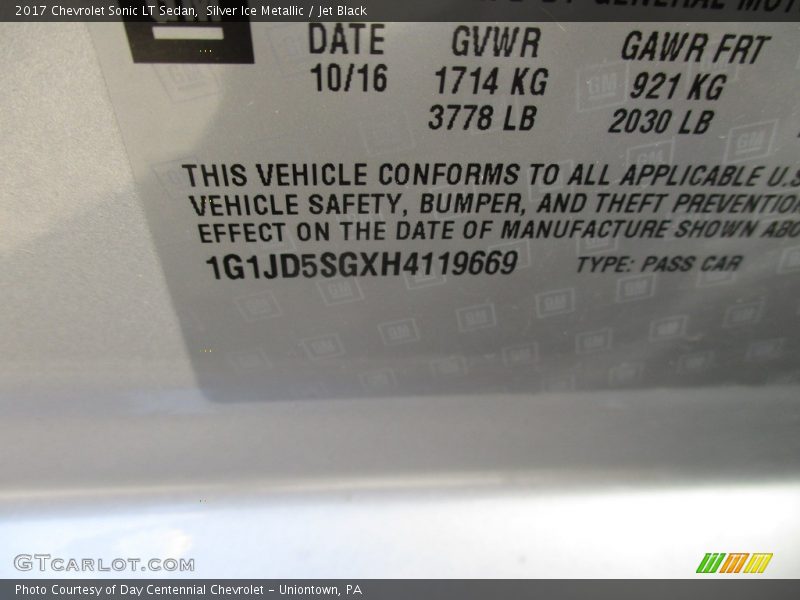 2017 Chevrolet Sonic LT Sedan, Silver Ice Metallic / Jet Black
GENERAL MOT
DATE GVWR GAWR FRT
10/16 1714 KG 921 KG
3778 LB 2030 LB
THIS VEHICLE CONFORMS TO ALL APPLICABLE U.S
VEHICLE SAFETY, BUMPER, AND THEFT PREVENTIO
EFFECT ON THE DATE OF MANUFACTURE SHOWN ABO
1G1JD5SGXH4119669 TYPE: PASS CAR
GTCARLOT.COM
Photo Courtesy of Day Centennial Chevrolet - Uniontown, PA